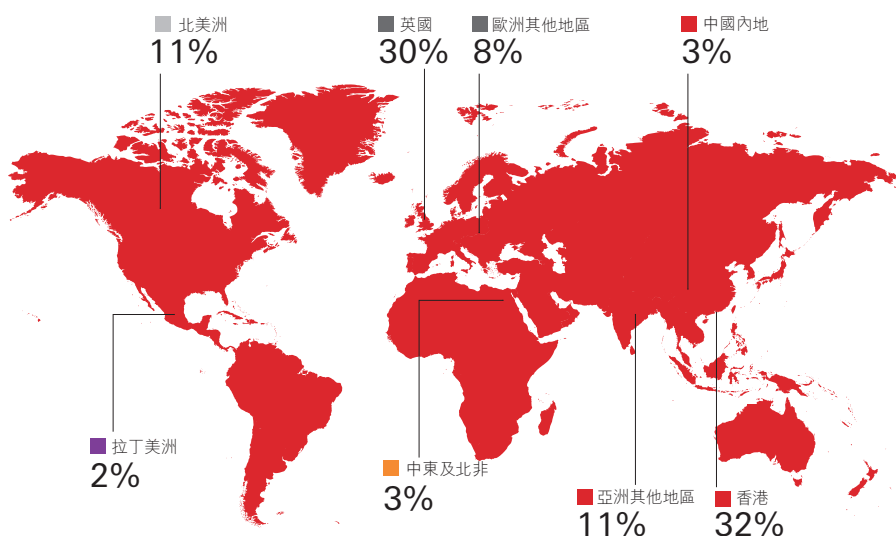 北美洲
11%
英國
30%
歐洲其他地區
8%
中國內地
3%
拉丁美洲
2%
中東及北非
3%
亞洲其他地區
11%
香港
32%